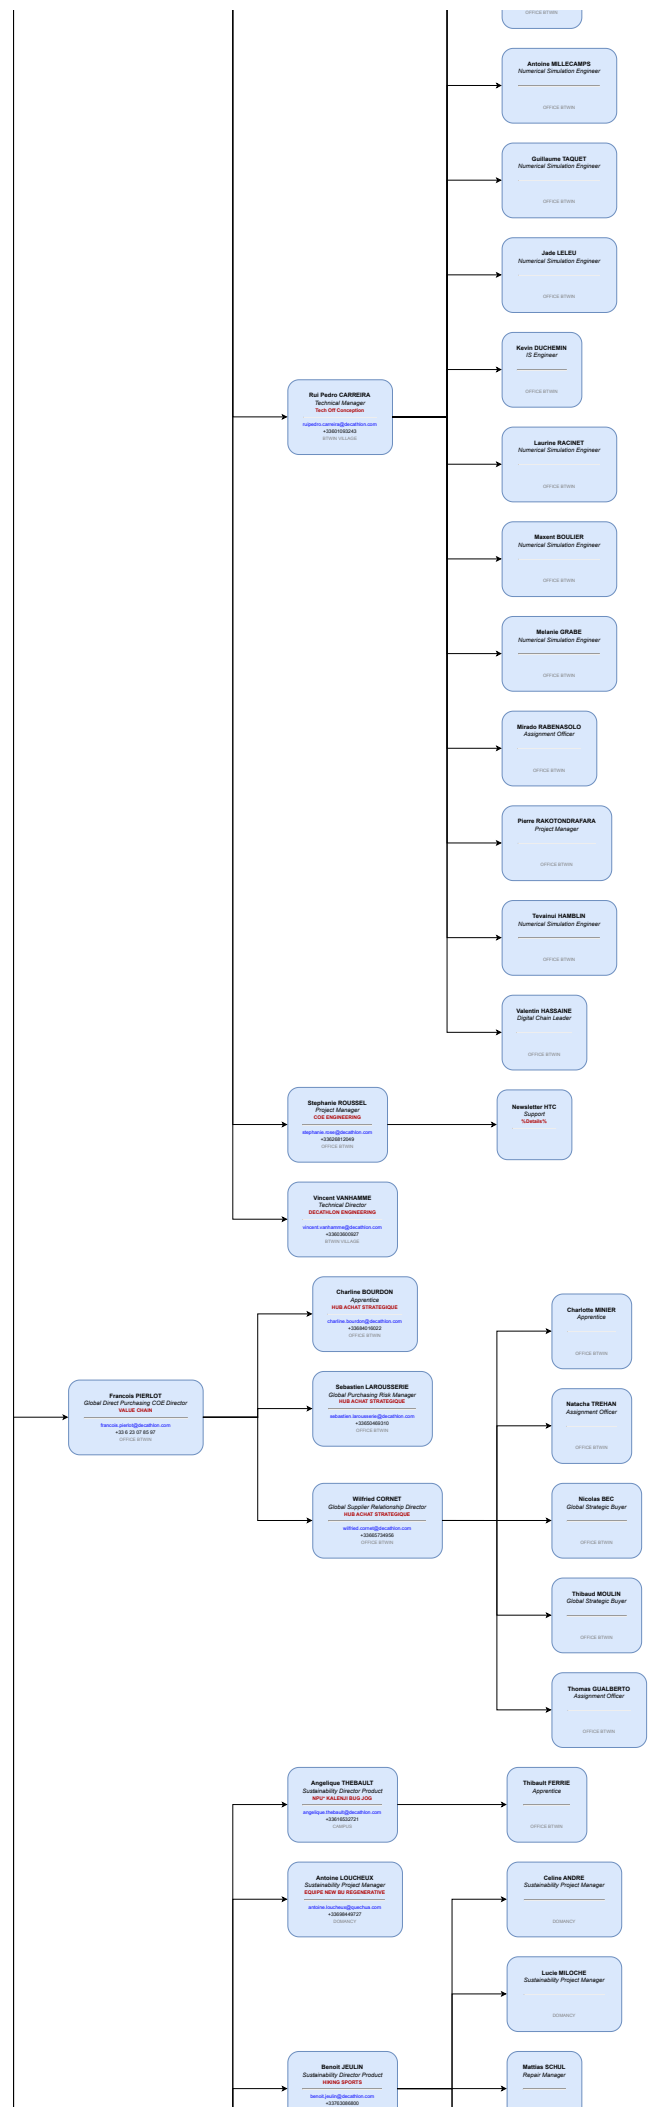 OFFICE BTWIN
Antoine MILLECAMPS
Numerical Simulation Engineer
OFFICE BTWIN
Guillaume TAQUET
Numerical Simulation Engineer
OFFICE BTWIN
Jade LELEU
Numerical Simulation Engineer
OFFICE BTWIN
Kevin DUCHEMIN
IS Engineer
OFFICE BTWIN
Rui Pedro CARREIRA
Technical Manager
Tech Off Conception
ruipedro.carreira@decathlon.com
+33601093243
BTWIN VILLAGE
Laurine RACINET
Numerical Simulation Engineer
OFFICE BTWIN
Maxent BOULIER
Numerical Simulation Engineer
OFFICE BTWIN
Melanie GRABE
Numerical Simulation Engineer
OFFICE BTWIN
Mirado RABENASOLO
Assignment Officer
OFFICE BTWIN
Pierre RAKOTONDRAFARA
Project Manager
OFFICE BTWIN
Tevainui HAMBLIN
Numerical Simulation Engineer
OFFICE BTWIN
Valentin HASSAINE
Digital Chain Leader
OFFICE BTWIN
Stephanie ROUSSEL
Project Manager
COE ENGINEERING
+33626812049
OFFICE BTWIN
Newsletter HTC
Support
%Details%
Vincent VANHAMME
Technical Director
DECATHLON ENGINEERING
vincent.vanhamme@decathlon.com
+33603600927
BTWIN VILLAGE
Charline BOURDON
Apprentice
HUB ACHAT STRATEGIQUE
charline.bourdon@decathlon.com
+33684016022
OFFICE BTWIN
Charlotte MINIER
Apprentice
OFFICE BTWIN
Francois PIERLOT
Global Direct Purchasing COE Director
VALUE CHAIN
francois.pierlot@decathlon.com
+33 6 23 07 85 97
OFFICE BTWIN
Sebastien LAROUSSERIE
Global Purchasing Risk Manager
HUB ACHAT STRATEGIQUE
sebastien.larousserie@decathlon.com
+33650469310
OFFICE BTWIN
Natacha TREHAN
Assignment Officer
OFFICE BTWIN
Wilfried CORNET
Global Supplier Relationship Director
HUB ACHAT STRATEGIQUE
wilfried.cornet@decathlon.com
+33665734956
OFFICE BTWIN
Nicolas BEC
Global Strategic Buyer
OFFICE BTWIN
Thibaud MOULIN
Global Strategic Buyer
OFFICE BTWIN
Thomas GUALBERTO
Assignment Officer
OFFICE BTWIN
Angelique THEBAULT
Sustainability Director Product
NPU* KALENJI BUG JOG
angelique.thebault@decathlon.com
+33616532721
CAMPUS
Thibault FERRIE
Apprentice
OFFICE BTWIN
Antoine LOUCHEUX
Sustainability Project Manager
EQUIPE NEW BU REGENERATIVE
antoine.loucheux@quechua.com
+33698449727
DOMANCY
Celine ANDRE
Sustainability Project Manager
DOMANCY
Lucie MILOCHE
Sustainability Project Manager
DOMANCY
Benoit JEULIN
Sustainability Director Product
HIKING SPORTS
benoit.jeulin@decathlon.com
+33763086800
Mattias SCHUL
Repair Manager